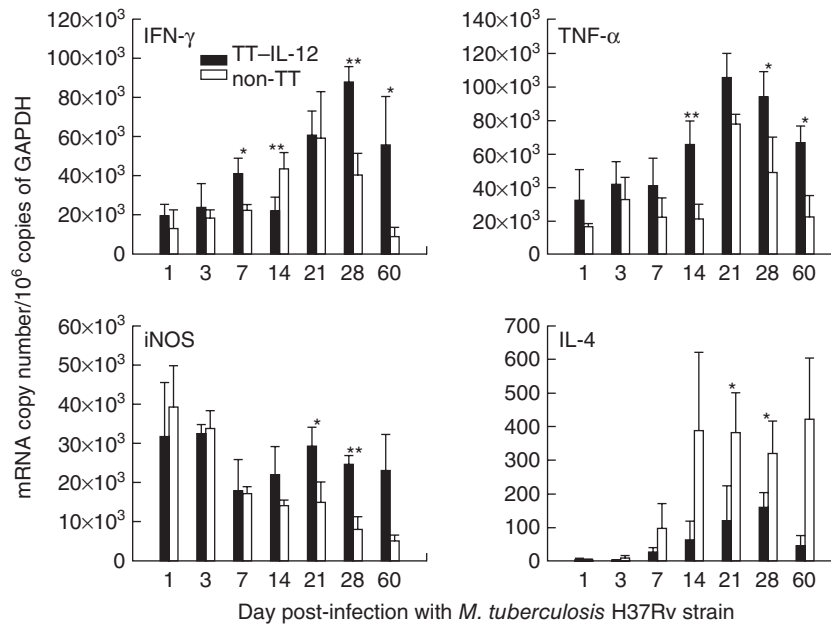 mRNA copy number/10⁶ copies of GAPDH
IFN-γ
TT–IL-12
non-TT
120×10³
100×10³
80×10³
60×10³
40×10³
20×10³
0
* ** ** *
1 3 7 14 21 28 60
TNF-α
140×10³
120×10³
100×10³
80×10³
60×10³
40×10³
20×10³
0
** * *
1 3 7 14 21 28 60
iNOS
60×10³
50×10³
40×10³
30×10³
20×10³
10×10³
0
* **
1 3 7 14 21 28 60
IL-4
700
600
500
400
300
200
100
0
* *
1 3 7 14 21 28 60
Day post-infection with M. tuberculosis H37Rv strain